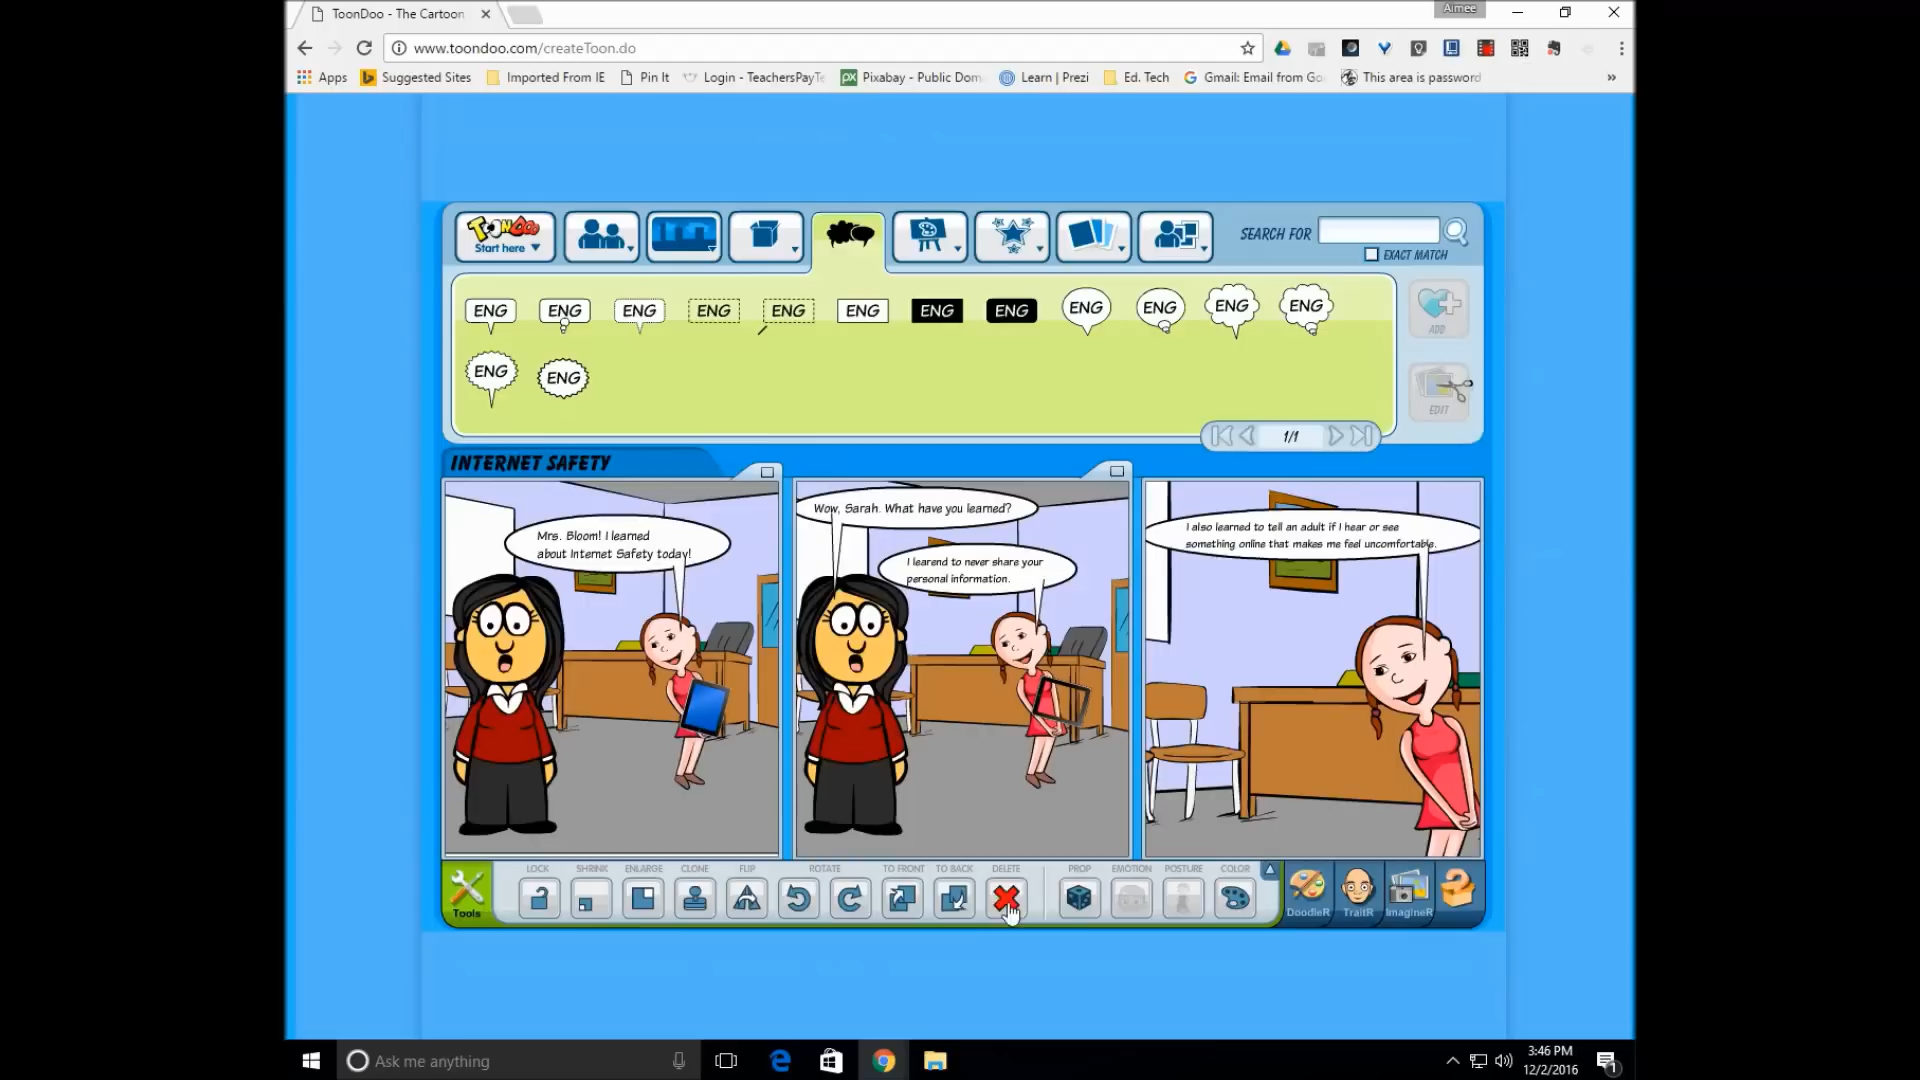 ToonDoo - The Cartoon
Aimee
www.toondoo.com/createToon.do
Apps
Suggested Sites
Imported From IE
Pin It
Login - TeachersPayTe
Pixabay - Public Dom
Learn | Prezi
Ed. Tech
Gmail: Email from Go
This area is password
»
TOONDOO
Start here
SEARCH FOR
EXACT MATCH
ENG ENG ENG ENG ENG ENG ENG ENG ENG ENG ENG ENG
ENG ENG
ADD
EDIT
1/1
INTERNET SAFETY
Mrs. Bloom! I learned
about Internet Safety today!
Wow, Sarah. What have you learned?
I learend to never share your
personal information.
I also learned to tell an adult if I hear or see
something online that makes me feel uncomfortable.
Tools
LOCK
SHRINK
ENLARGE
CLONE
FLIP
ROTATE
TO FRONT
TO BACK
DELETE
PROP
EMOTION
POSTURE
COLOR
DoodleR
TraitR
ImagineR
Ask me anything
3:46 PM
12/2/2016
1